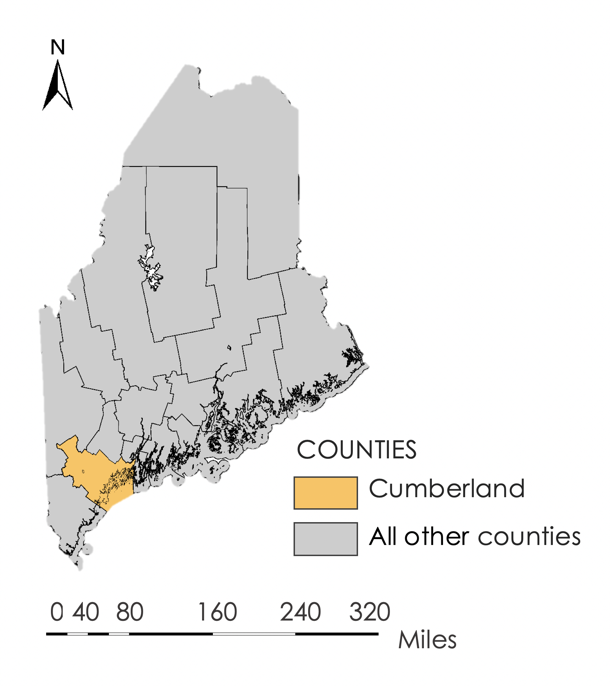 N
COUNTIES
Cumberland
All other counties
0 40 80 160 240 320
Miles